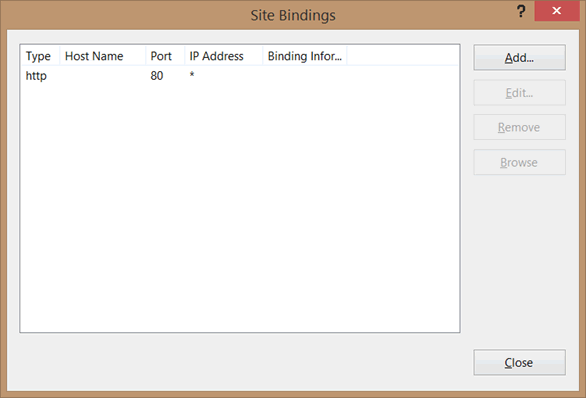 Site Bindings
? ×
Type Host Name Port IP Address Binding Infor...
http 80 *
Add...
Edit...
Remove
Browse
Close